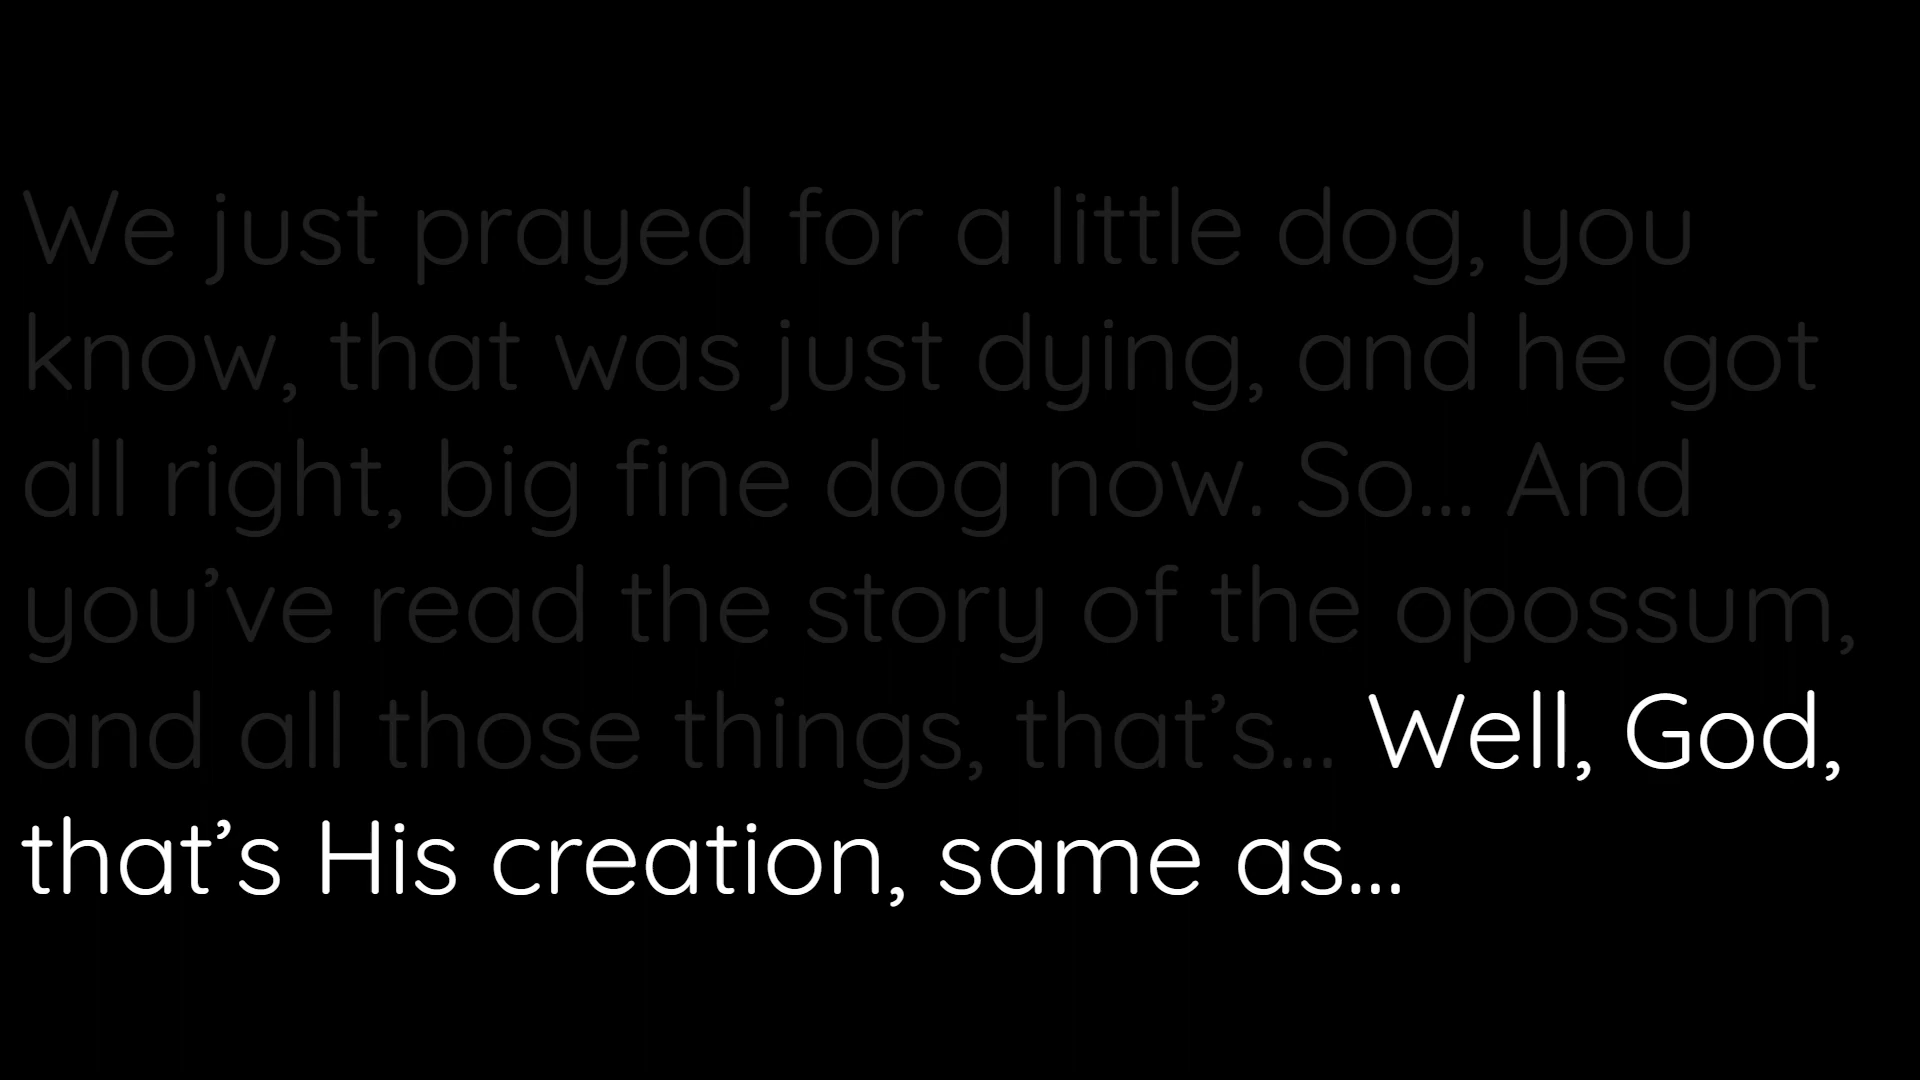 We just prayed for a little dog, you
know, that was just dying, and he got
all right, big fine dog now. So... And
you’ve read the story of the opossum,
and all those things, that’s... Well, God,
that’s His creation, same as...